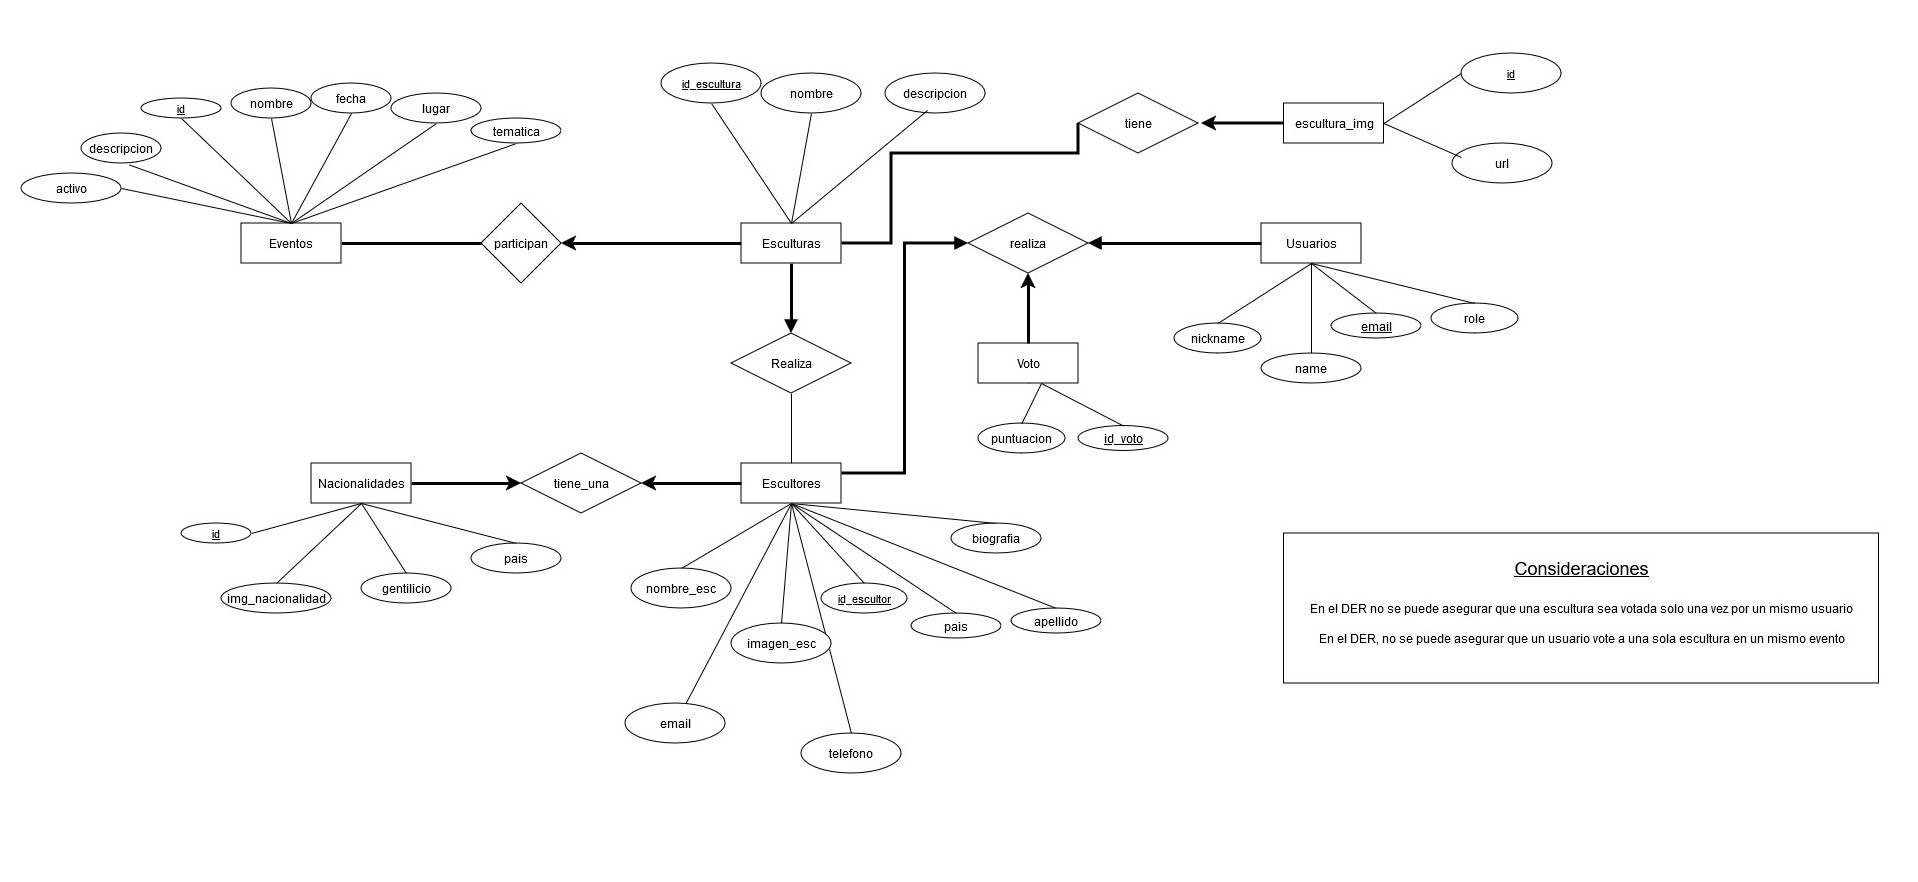 id
nombre
fecha
lugar
tematica
descripcion
activo
Eventos
participan
id_escultura
nombre
descripcion
Esculturas
tiene
escultura_img
id
url
realiza
Usuarios
nickname
name
email
role
Realiza
Voto
puntuacion
id_voto
Nacionalidades
tiene_una
Escultores
id
img_nacionalidad
gentilicio
pais
nombre_esc
email
imagen_esc
telefono
id_escultor
pais
apellido
biografia
Consideraciones
En el DER no se puede asegurar que una escultura sea votada solo una vez por un mismo usuario
En el DER, no se puede asegurar que un usuario vote a una sola escultura en un mismo evento